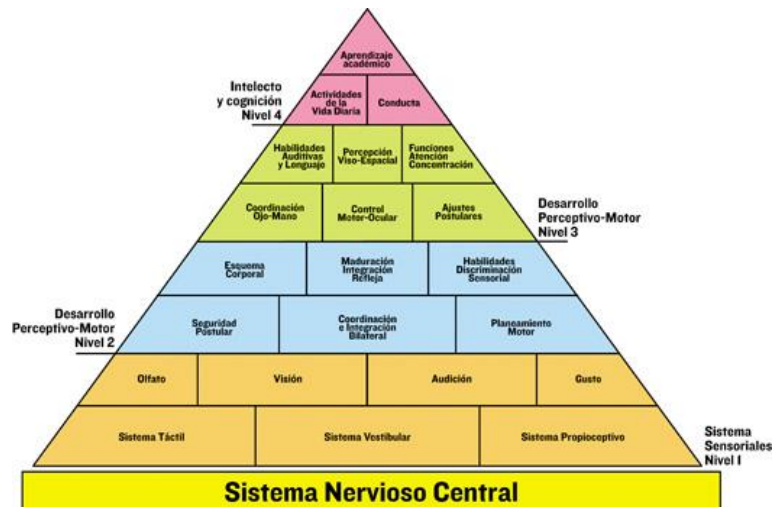 Aprendizaje
académico
Intelecto
y cognición
Nivel 4
Actividades
de la
Vida Diaria
Conducta
Habilidades
Auditivas
y Lenguajo
Percepción
Viso-Espacial
Funciones
Atención
Concentración
Coordinación
Ojo-Mano
Control
Motor-Ocular
Ajustes
Postulares
Desarrollo
Perceptivo-Motor
Nivel 3
Esquema
Corporal
Maduración
Integración
Refleja
Habilidades
Discriminación
Sensorial
Desarrollo
Perceptivo-Motor
Nivel 2
Seguridad
Postular
Coordinación
e Integración
Bilateral
Planeamiento
Motor
Olfato
Visión
Audición
Gusto
Sistema Táctil
Sistema Vestibular
Sistema Propioceptivo
Sistema
Sensoriales
Nivel I
Sistema Nervioso Central